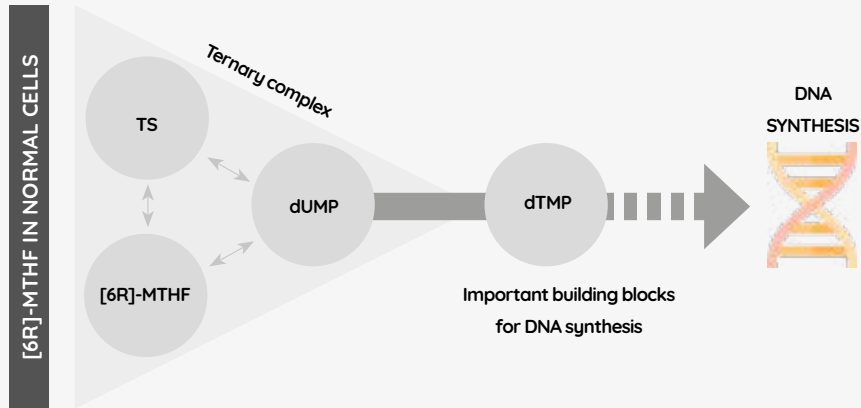 [6R]-MTHF IN NORMAL CELLS
Ternary complex
TS
[6R]-MTHF
dUMP
dTMP
Important building blocks
for DNA synthesis
DNA
SYNTHESIS